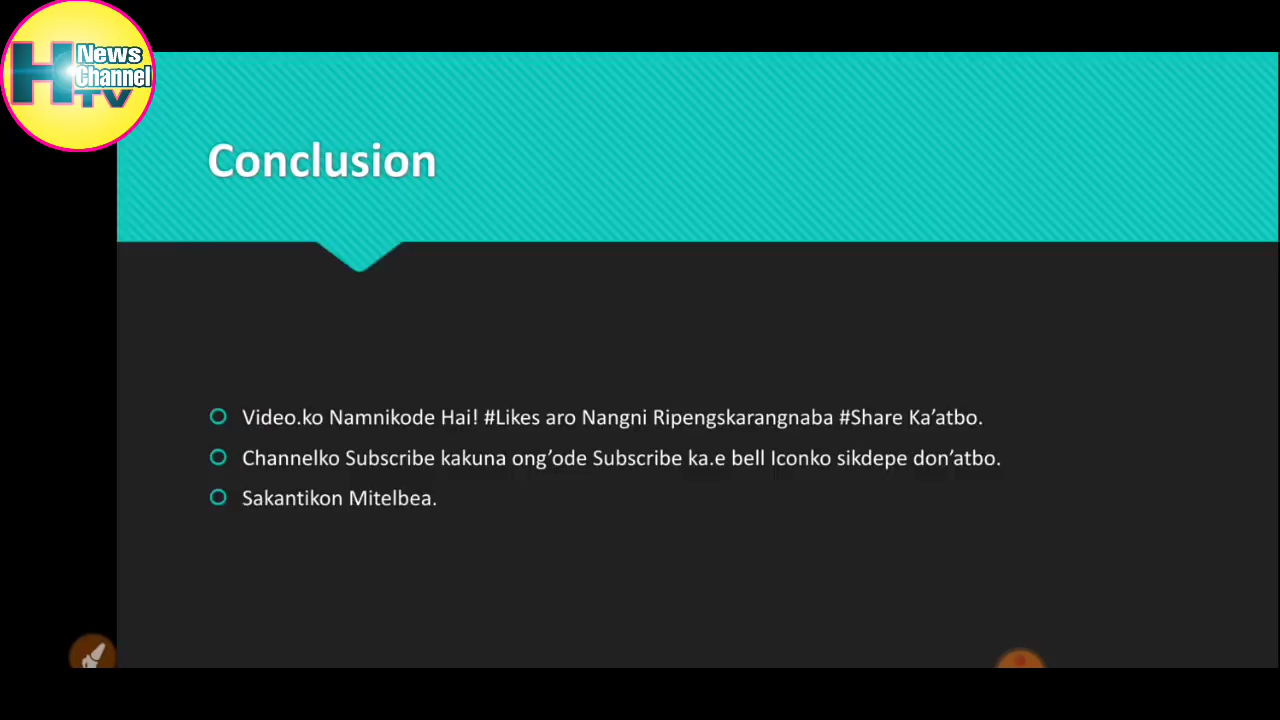 H News
Channel
TV
Conclusion
Video.ko Namnikode Hai! #Likes aro Nangni Ripengskarangnaba #Share Ka’atbo.
Channelko Subscribe kakuna ong’ode Subscribe ka.e bell Iconko sikdepe don’atbo.
Sakantikon Mitelbea.